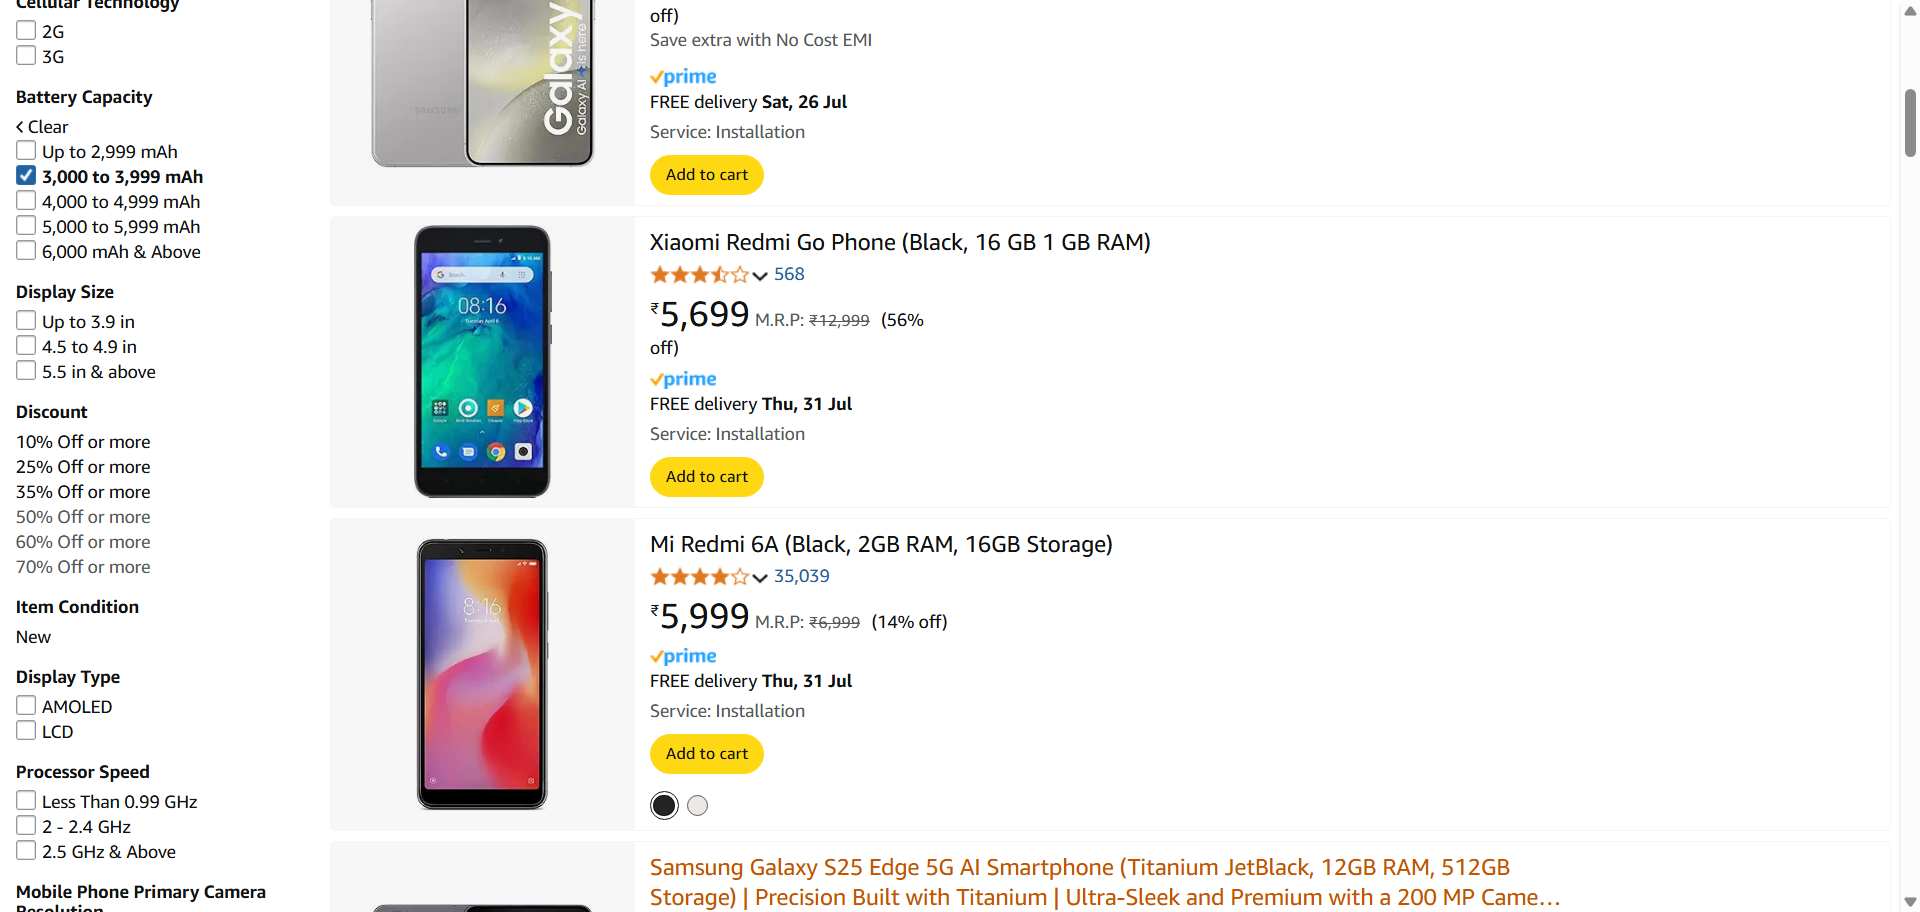 Cellular Technology
2G
3G
Battery Capacity
Clear
Up to 2,999 mAh
3,000 to 3,999 mAh
4,000 to 4,999 mAh
5,000 to 5,999 mAh
6,000 mAh & Above
Display Size
Up to 3.9 in
4.5 to 4.9 in
5.5 in & above
Discount
10% Off or more
25% Off or more
35% Off or more
50% Off or more
60% Off or more
70% Off or more
Item Condition
New
Display Type
AMOLED
LCD
Processor Speed
Less Than 0.99 GHz
2 - 2.4 GHz
2.5 GHz & Above
Mobile Phone Primary Camera
Resolution
SAMSUNG
Galaxy
Galaxy AI is here
off)
Save extra with No Cost EMI
prime
FREE delivery Sat, 26 Jul
Service: Installation
Add to cart
08:16
Xiaomi Redmi Go Phone (Black, 16 GB 1 GB RAM)
568
₹5,699 M.R.P: ₹12,999 (56%
off)
prime
FREE delivery Thu, 31 Jul
Service: Installation
Add to cart
8:16
Mi Redmi 6A (Black, 2GB RAM, 16GB Storage)
35,039
₹5,999 M.R.P: ₹6,999 (14% off)
prime
FREE delivery Thu, 31 Jul
Service: Installation
Add to cart
Samsung Galaxy S25 Edge 5G AI Smartphone (Titanium JetBlack, 12GB RAM, 512GB
Storage) | Precision Built with Titanium | Ultra-Sleek and Premium with a 200 MP Came…